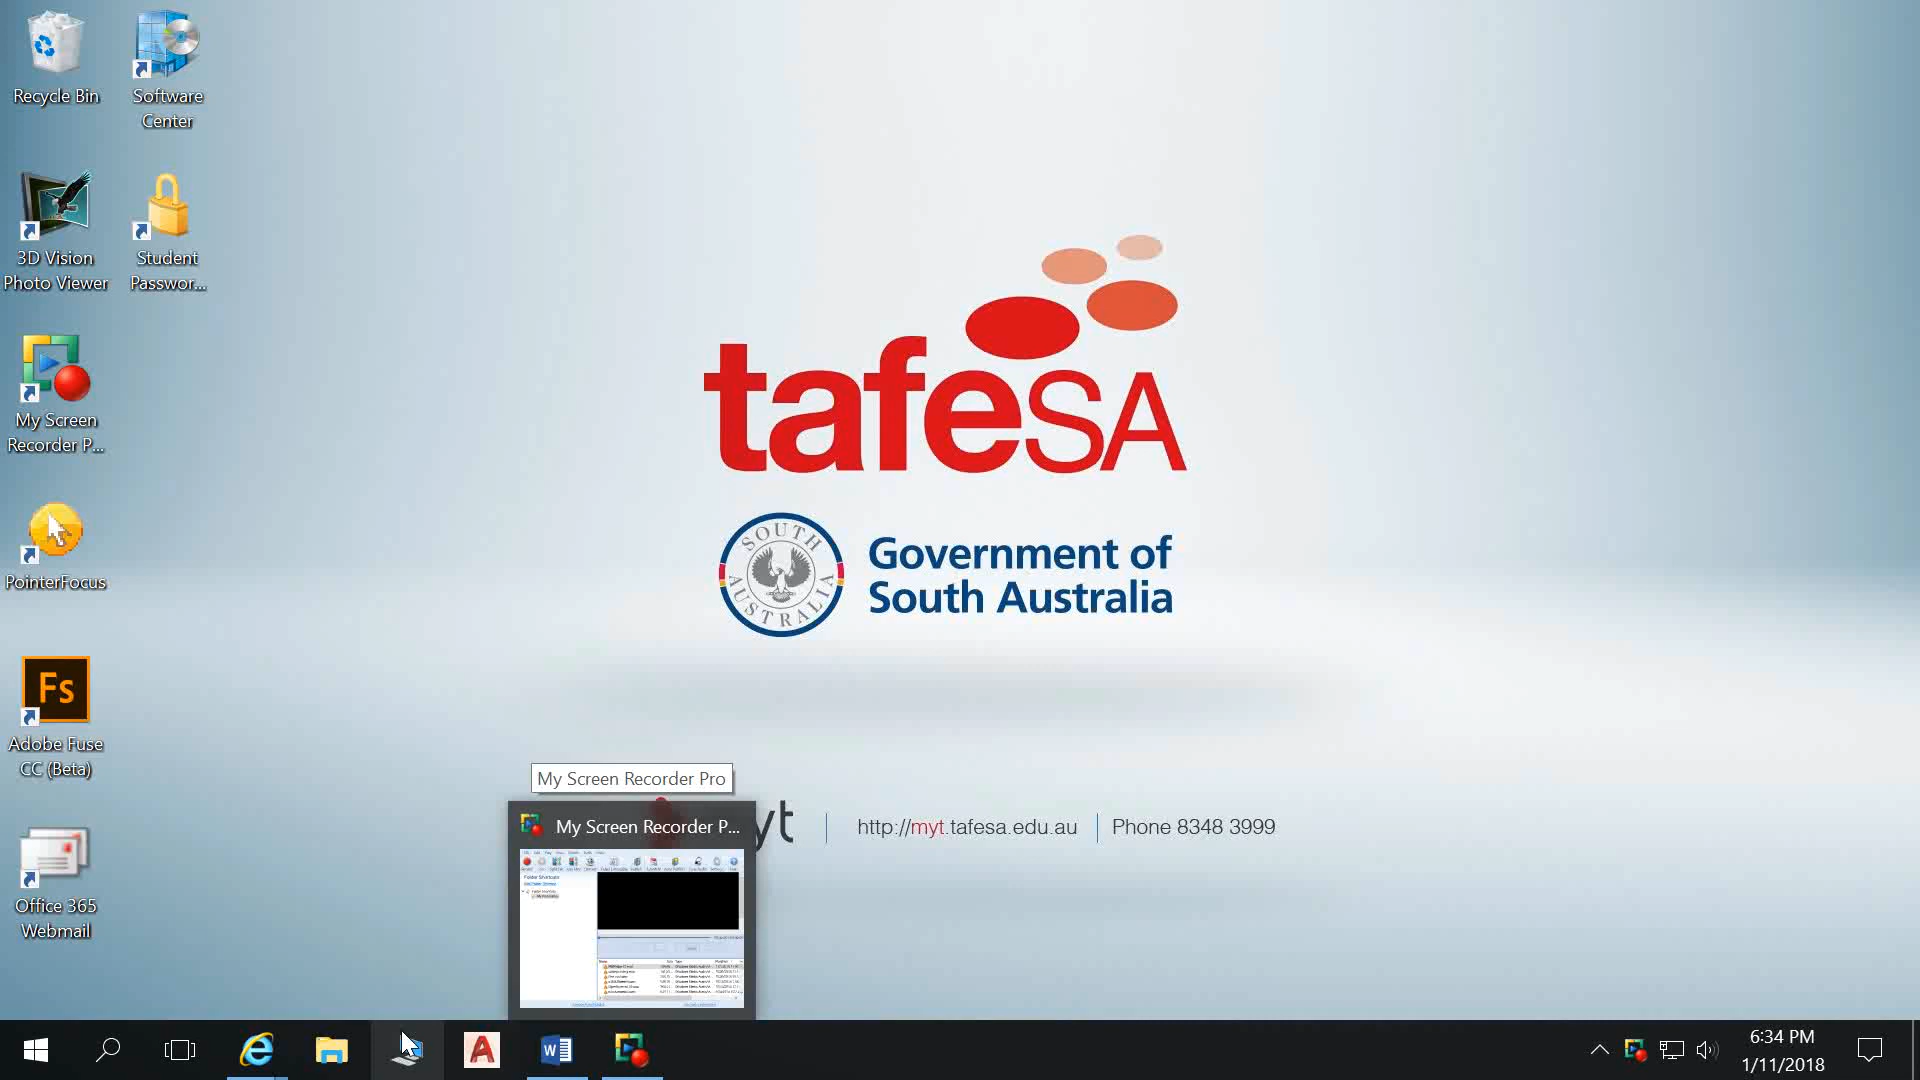 Recycle Bin
Software
Center
3D Vision
Photo Viewer
Student
Passwor...
My Screen
Recorder P...
PointerFocus
Fs
Adobe Fuse
CC (Beta)
Office 365
Webmail
tafeSA
SOUTH
AUSTRALIA
Government of
South Australia
My Screen Recorder Pro
My Screen Recorder P...
yt
http://myt.tafesa.edu.au
Phone 8348 3999
6:34 PM
1/11/2018